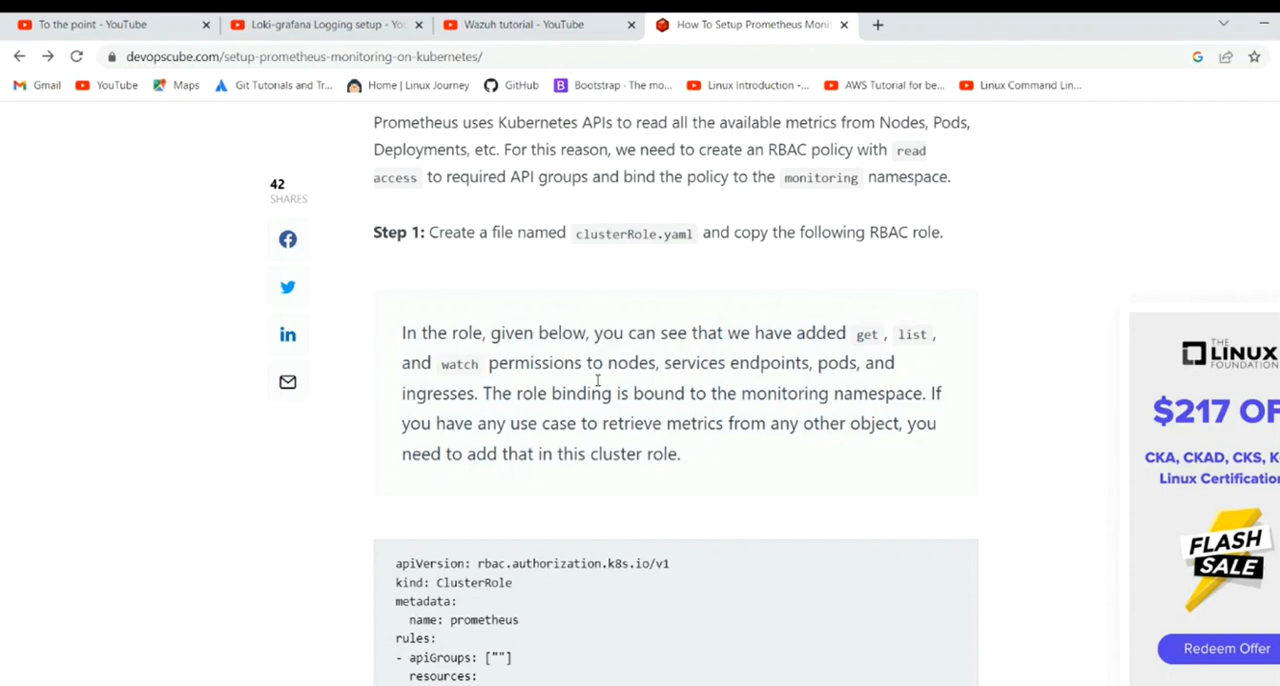 To the point - YouTube
Loki-grafana Logging setup - Yo
Wazuh tutorial - YouTube
How To Setup Prometheus Moni
devopscube.com/setup-prometheus-monitoring-on-kubernetes/
Gmail
YouTube
Maps
Git Tutorials and Tr...
Home | Linux Journey
GitHub
Bootstrap · The mo...
Linux Introduction -...
AWS Tutorial for be...
Linux Command Lin...
Prometheus uses Kubernetes APIs to read all the available metrics from Nodes, Pods,
Deployments, etc. For this reason, we need to create an RBAC policy with read
access to required API groups and bind the policy to the monitoring namespace.
42
SHARES
Step 1: Create a file named clusterRole.yaml and copy the following RBAC role.
In the role, given below, you can see that we have added get, list,
and watch permissions to nodes, services endpoints, pods, and
ingresses. The role binding is bound to the monitoring namespace. If
you have any use case to retrieve metrics from any other object, you
need to add that in this cluster role.
apiVersion: rbac.authorization.k8s.io/v1
kind: ClusterRole
metadata:
name: prometheus
rules:
- apiGroups: [""]
resources:
THE
LINUX
FOUNDATION
$217 OF
CKA, CKAD, CKS, K
Linux Certification
FLASH
SALE
Redeem Offer